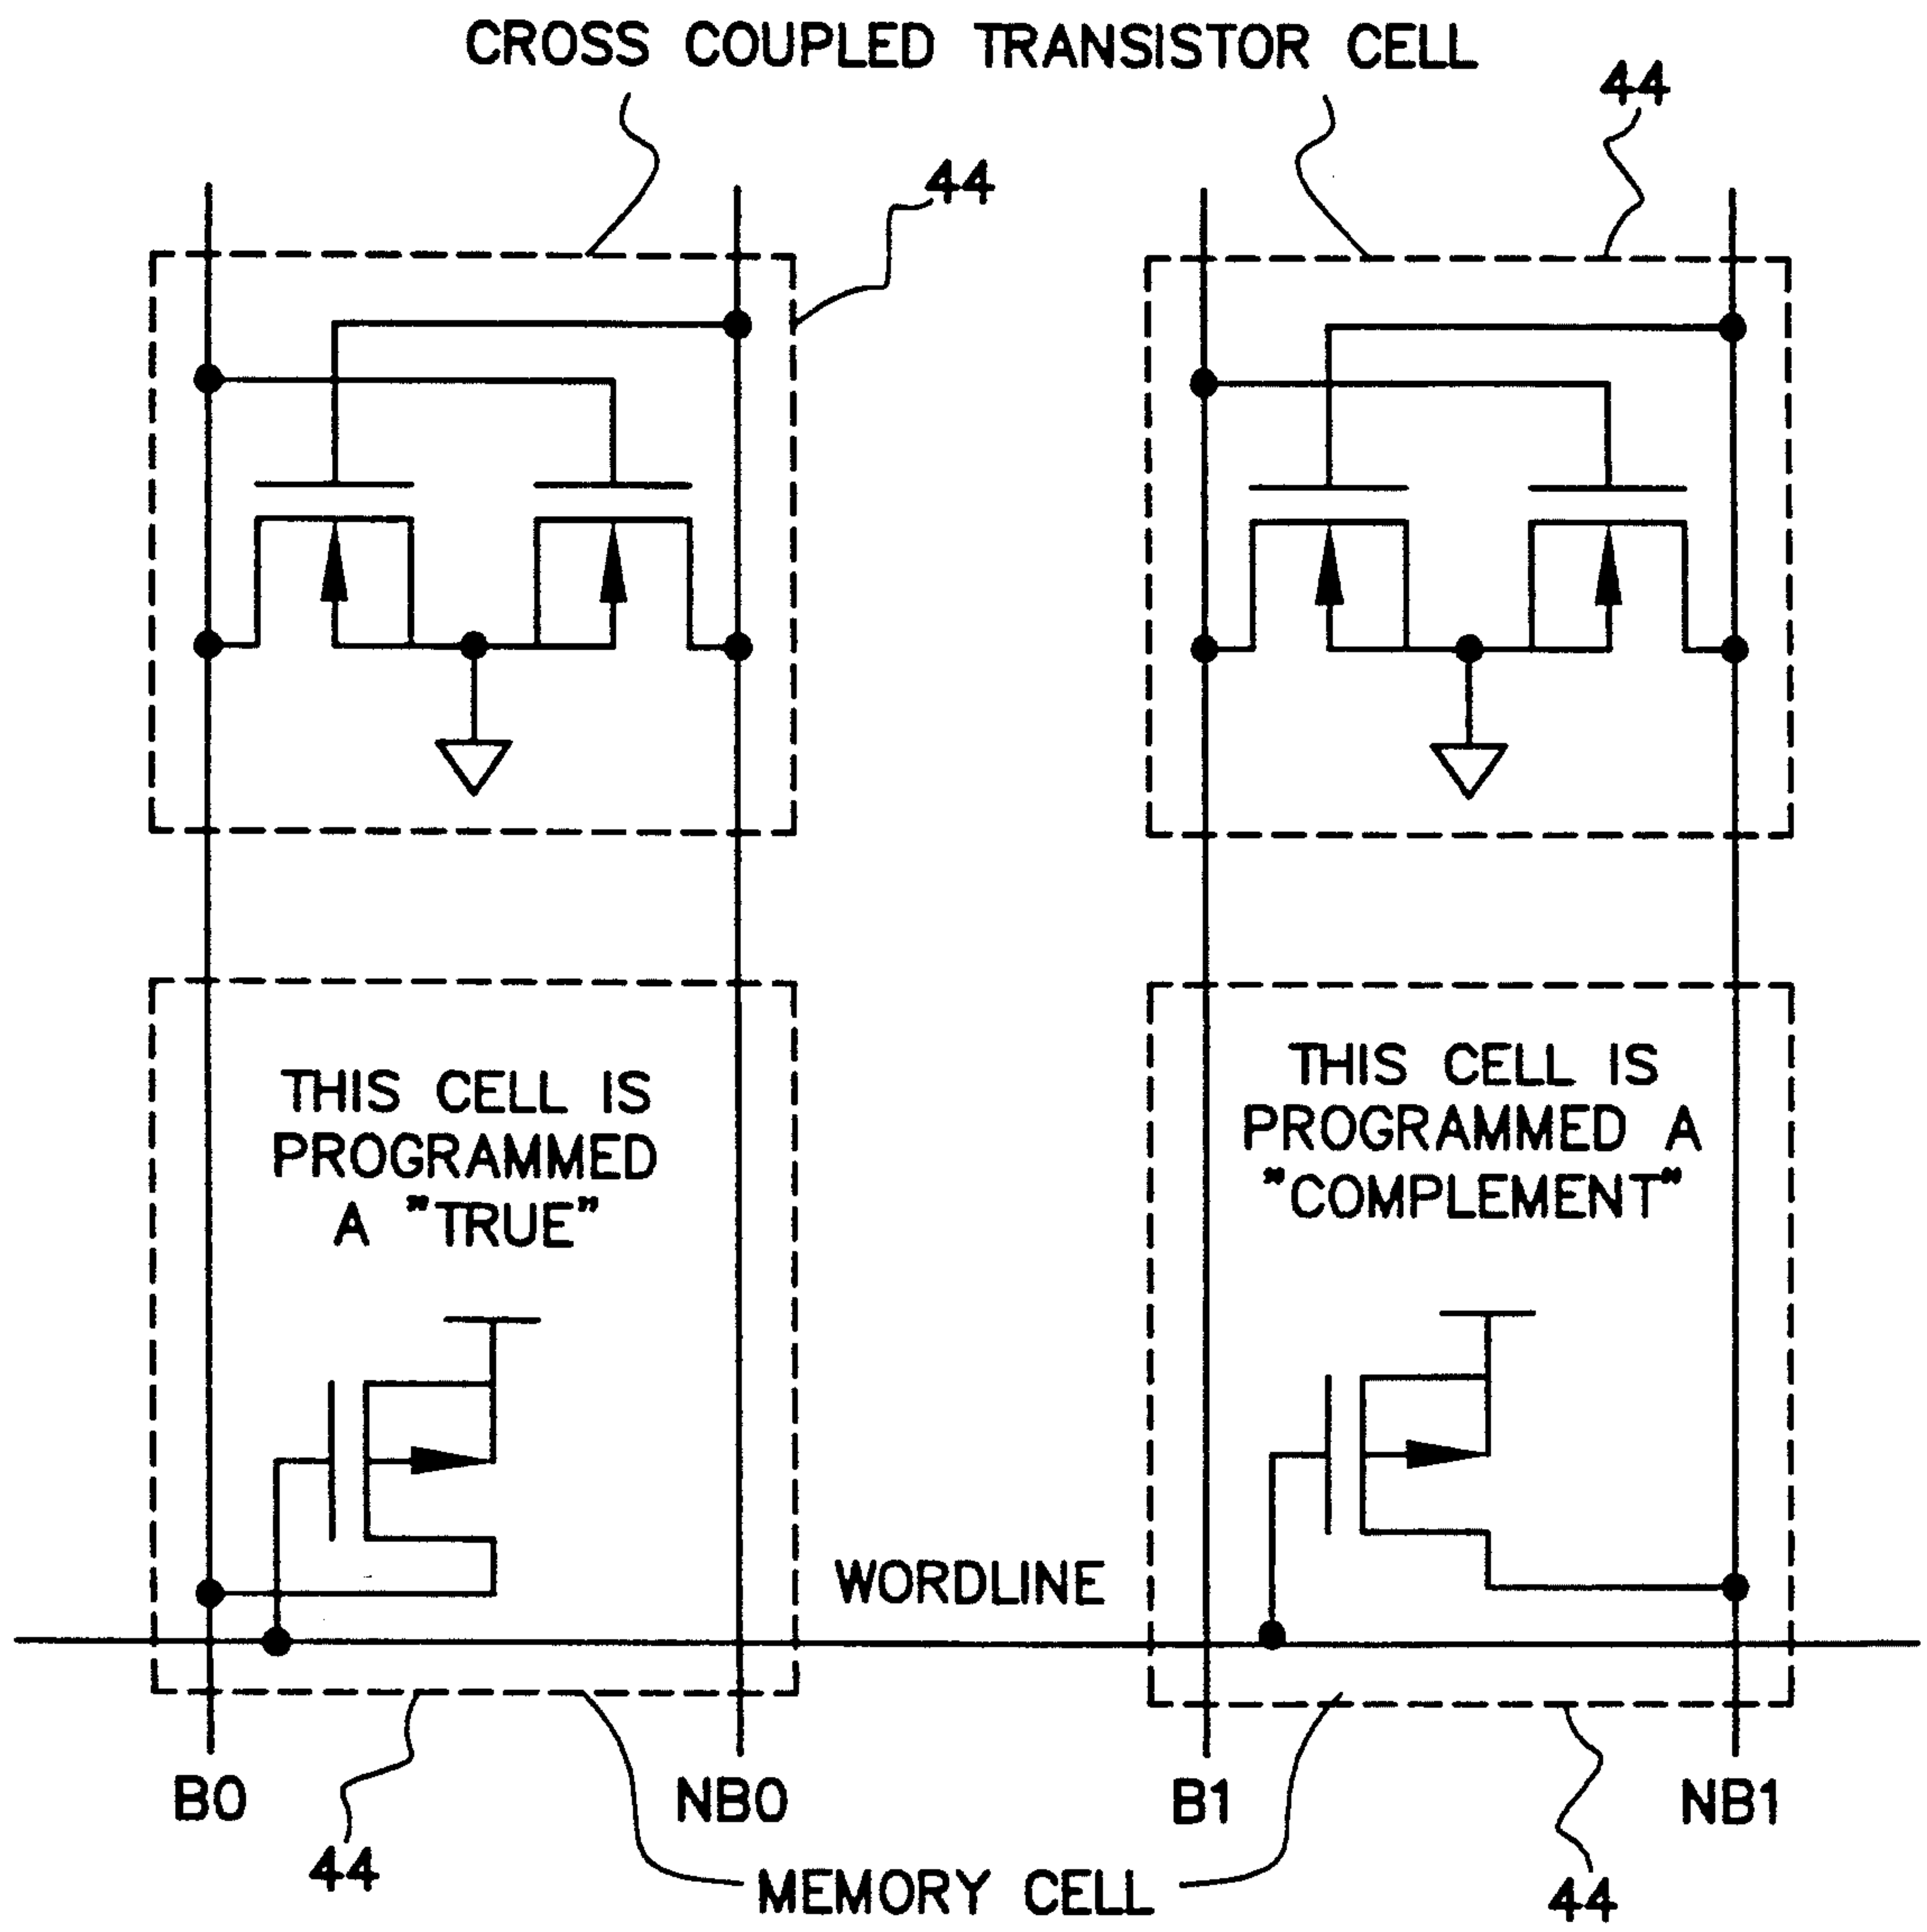 CROSS COUPLED TRANSISTOR CELL
44
44
THIS CELL IS
PROGRAMMED
A "TRUE"
THIS CELL IS
PROGRAMMED A
"COMPLEMENT"
WORDLINE
B0
NB0
B1
NB1
44
MEMORY CELL
44